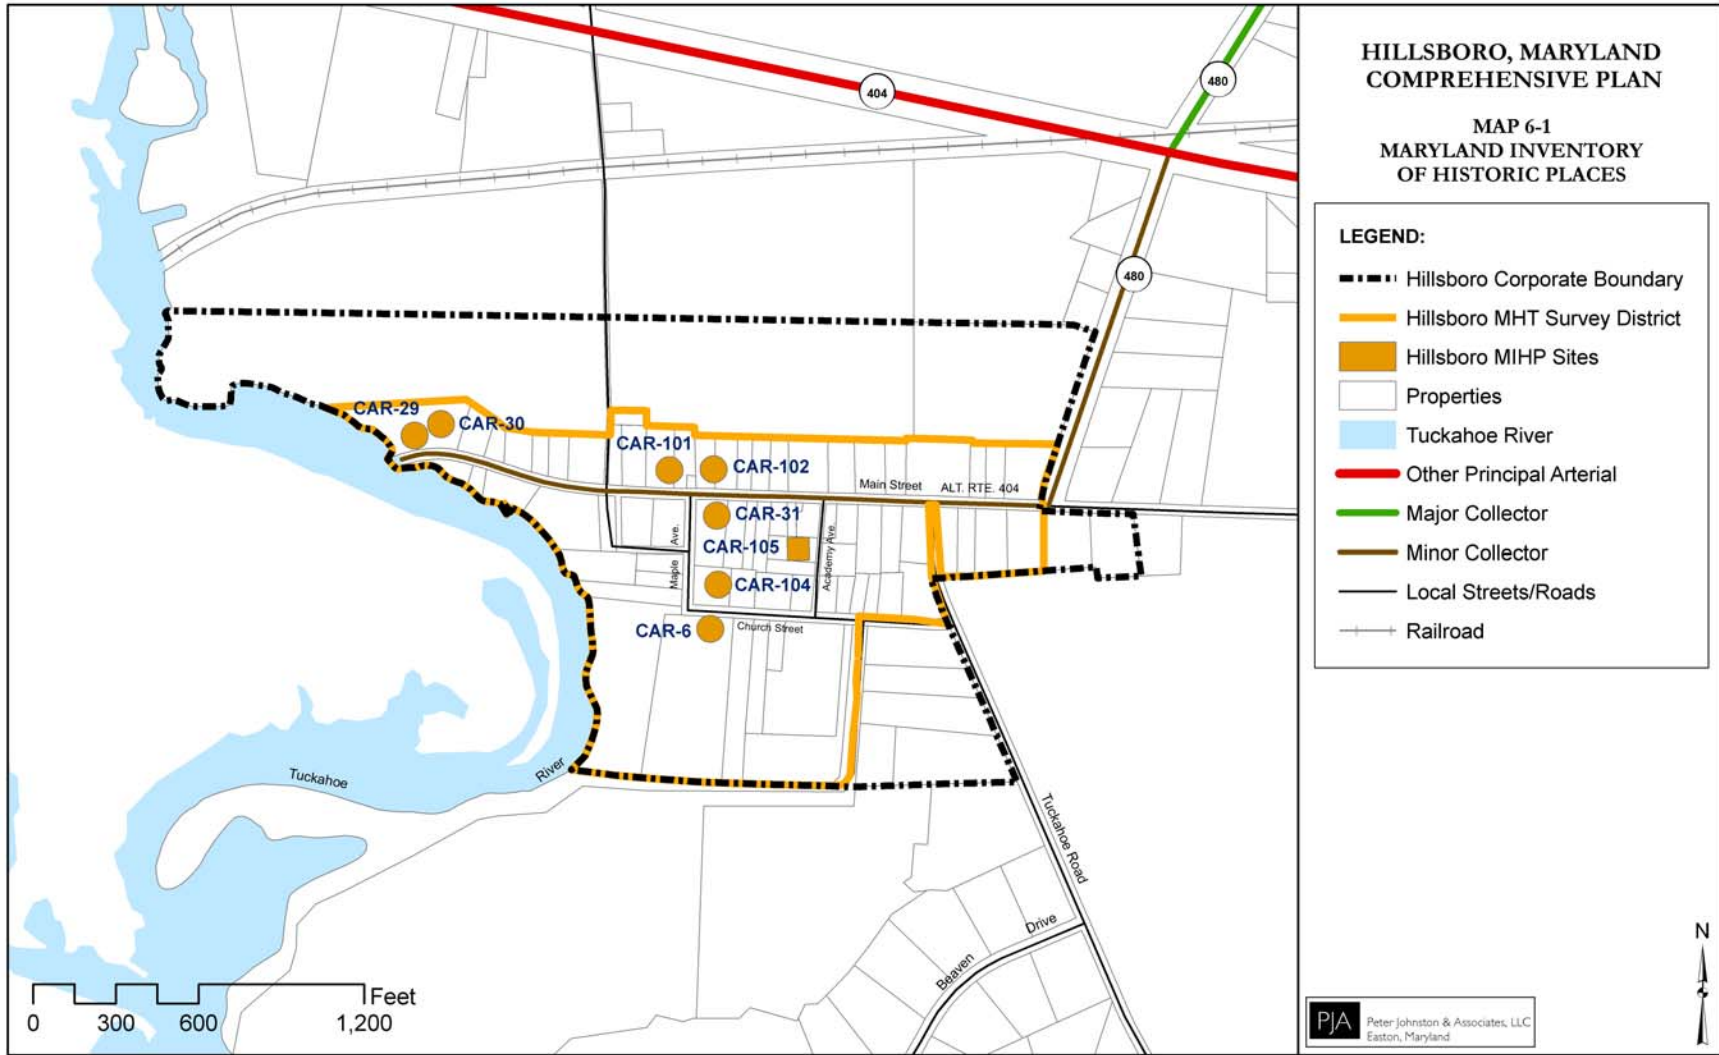 HILLSBORO, MARYLAND
COMPREHENSIVE PLAN
MAP 6-1
MARYLAND INVENTORY
OF HISTORIC PLACES
LEGEND:
Hillsboro Corporate Boundary
Hillsboro MHT Survey District
Hillsboro MIHP Sites
Properties
Tuckahoe River
Other Principal Arterial
Major Collector
Minor Collector
Local Streets/Roads
Railroad
404
480
480
CAR-29
CAR-30
CAR-101
CAR-102
Main Street
ALT. RTE. 404
CAR-31
Maple Ave.
CAR-105
Academy Ave.
CAR-104
CAR-6
Church Street
Tuckahoe River
Tuckahoe Road
Beaven Drive
Feet
0 300 600 1,200
N
PJA
Peter Johnston & Associates, LLC
Easton, Maryland